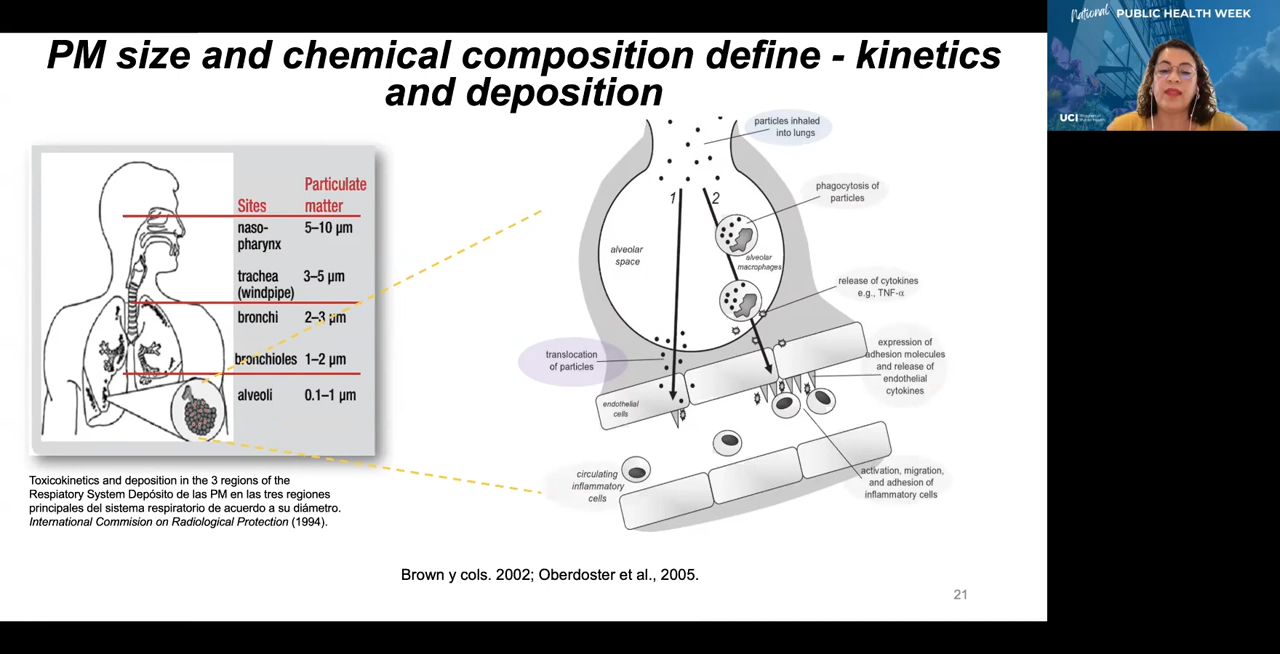 PM size and chemical composition define - kinetics
and deposition
Sites
Particulate
matter
naso-
pharynx
5–10 µm
trachea
(windpipe)
3–5 µm
bronchi
2–3 µm
bronchioles
1–2 µm
alveoli
0.1–1 µm
Toxicokinetics and deposition in the 3 regions of the
Respiatory System Depósito de las PM en las tres regiones
principales del sistema respiratorio de acuerdo a su diámetro.
International Commision on Radiological Protection (1994).
particles inhaled
into lungs
1
2
phagocytosis of
particles
alveolar
space
alveolar
macrophages
release of cytokines
e.g., TNF-α
translocation
of particles
expression of
adhesion molecules
and release of
endothelial
cytokines
endothelial
cells
circulating
inflammatory
cells
activation, migration,
and adhesion of
inflammatory cells
Brown y cols. 2002; Oberdoster et al., 2005.
21
National PUBLIC HEALTH WEEK
UCI